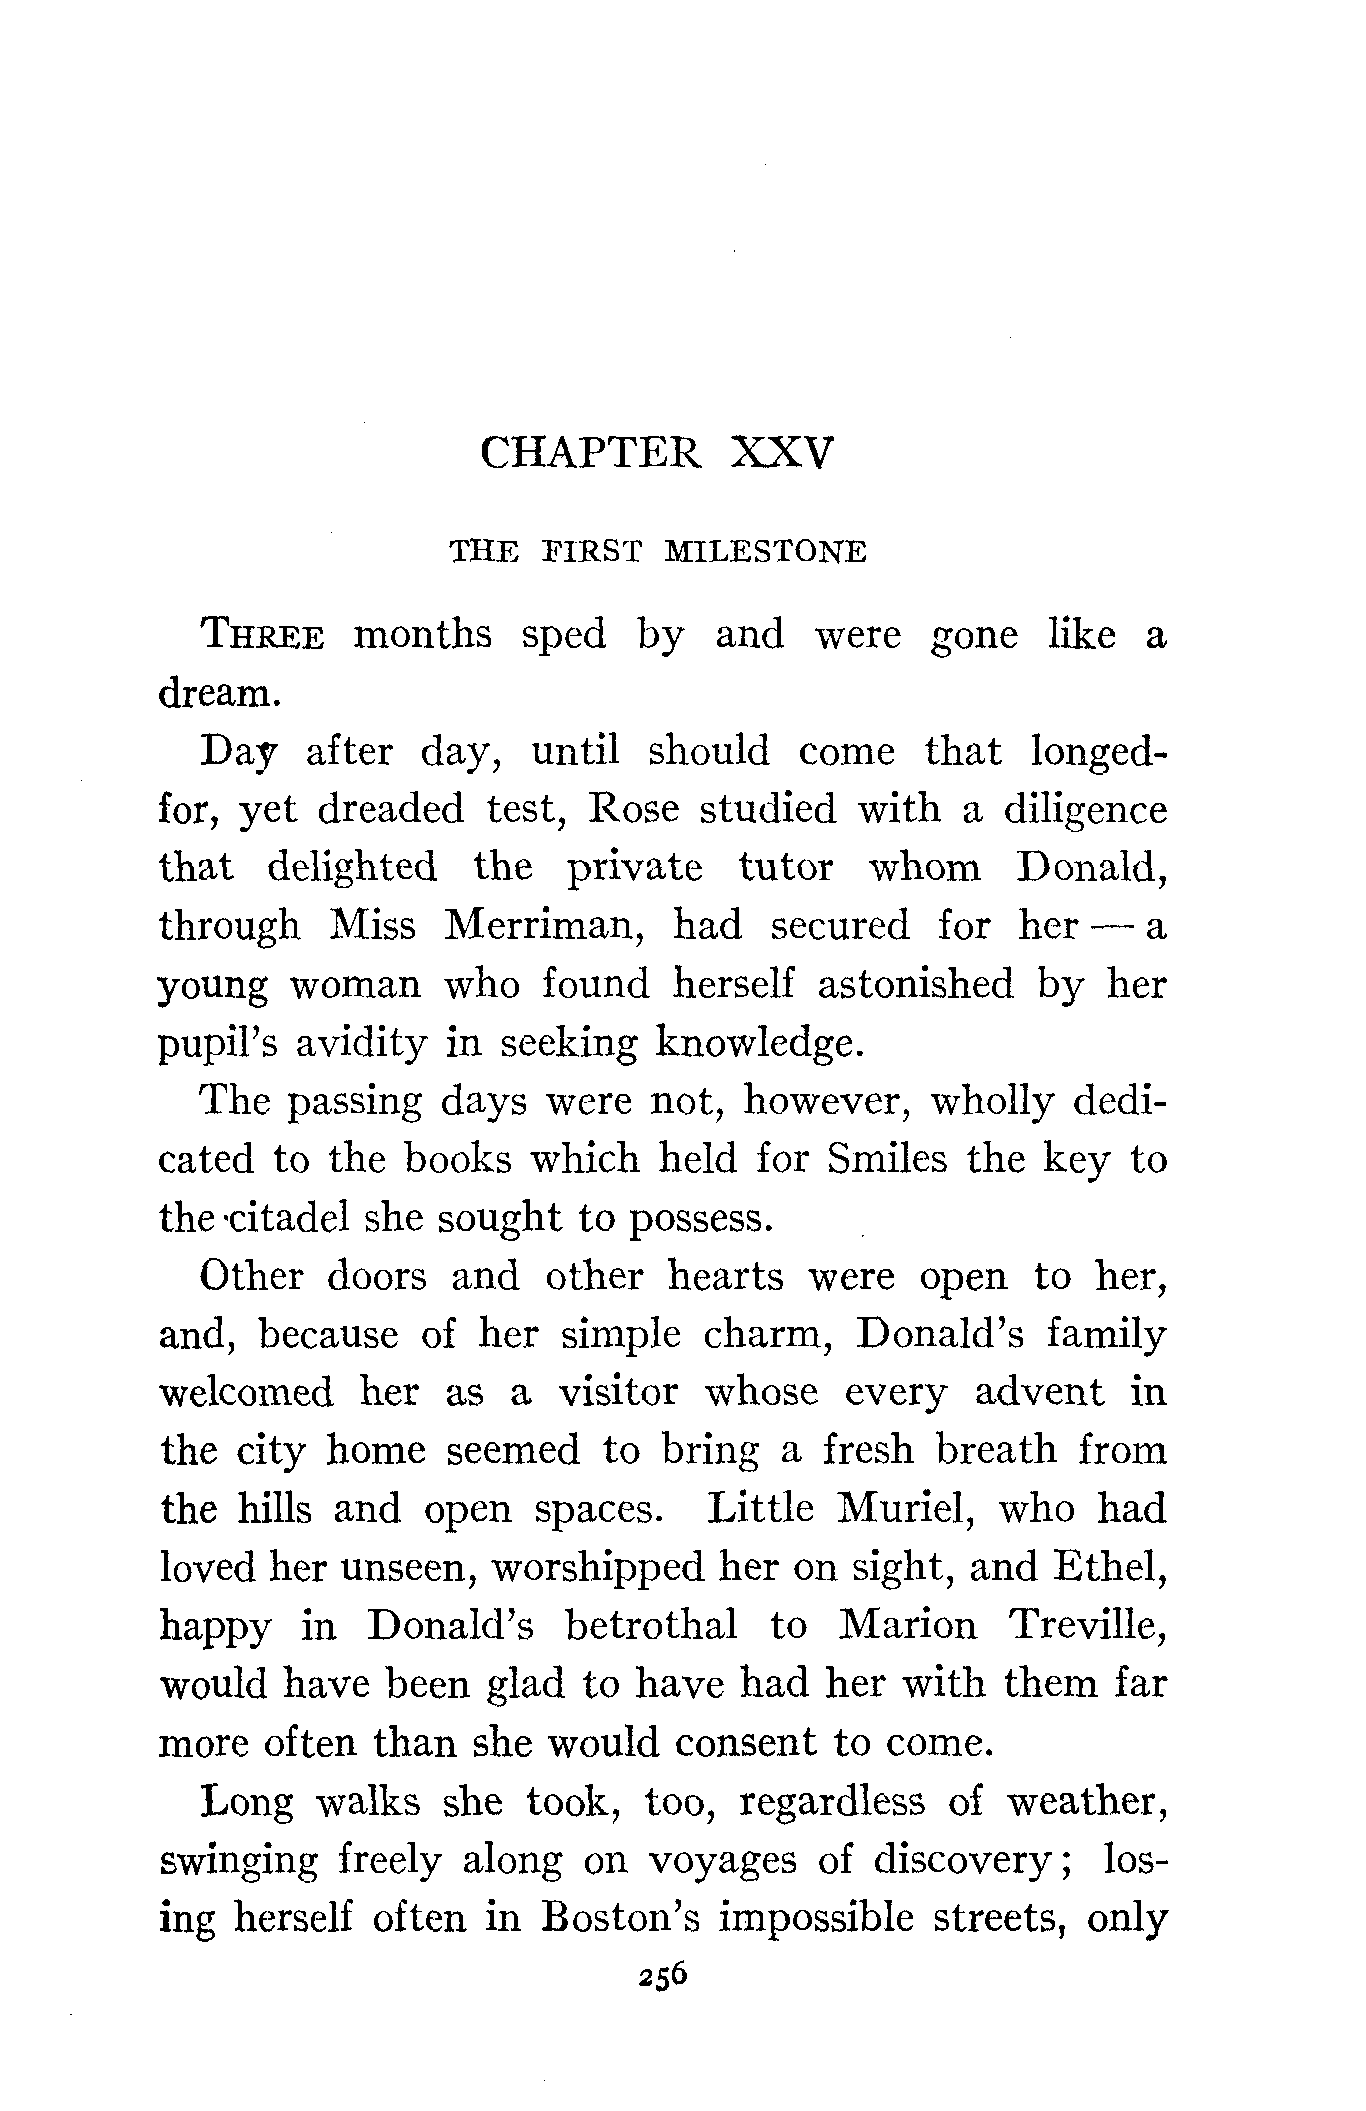 CHAPTER XXV
THE FIRST MILESTONE
THREE months sped by and were gone like a
dream.
Day after day, until should come that longed-
for, yet dreaded test, Rose studied with a diligence
that delighted the private tutor whom Donald,
through Miss Merriman, had secured for her — a
young woman who found herself astonished by her
pupil's avidity in seeking knowledge.
The passing days were not, however, wholly dedi-
cated to the books which held for Smiles the key to
the citadel she sought to possess.
Other doors and other hearts were open to her,
and, because of her simple charm, Donald's family
welcomed her as a visitor whose every advent in
the city home seemed to bring a fresh breath from
the hills and open spaces. Little Muriel, who had
loved her unseen, worshipped her on sight, and Ethel,
happy in Donald's betrothal to Marion Treville,
would have been glad to have had her with them far
more often than she would consent to come.
Long walks she took, too, regardless of weather,
swinging freely along on voyages of discovery; los-
ing herself often in Boston's impossible streets, only
256